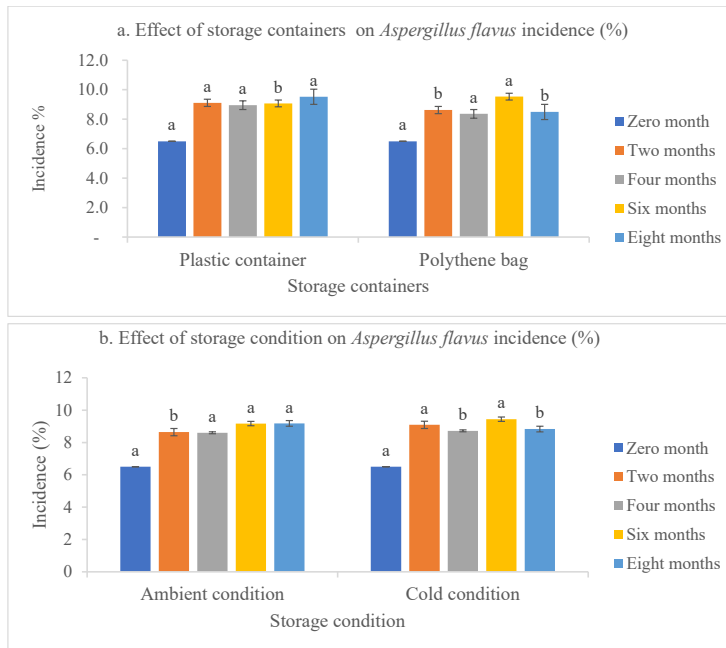 a. Effect of storage containers on Aspergillus flavus incidence (%)
10.0
8.0
6.0
4.0
2.0
-
Incidence %
a
a
a
b
a
a
b
a
a
b
Plastic container
Polythene bag
Storage containers
Zero month
Two months
Four months
Six months
Eight months
b. Effect of storage condition on Aspergillus flavus incidence (%)
12
10
8
6
4
2
0
Incidence (%)
a
b
a
a
a
a
a
b
a
b
Ambient condition
Cold condition
Storage condition
Zero month
Two months
Four months
Six months
Eight months